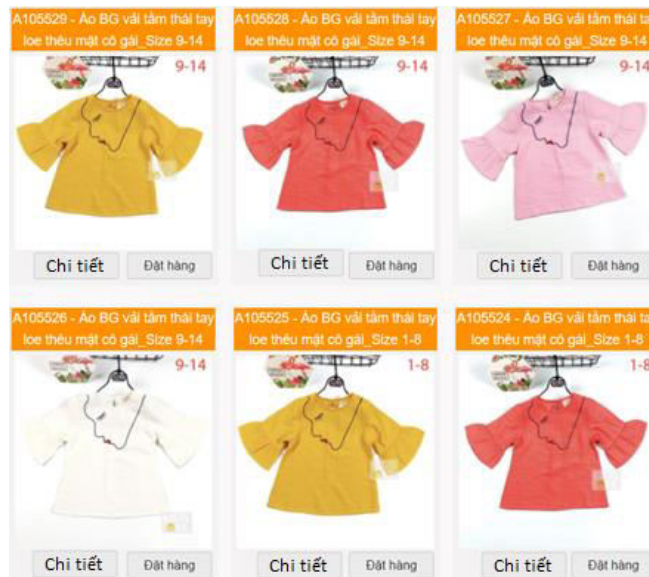 A105529 - Áo BG vải tằm thái tay
loe thêu mặt cô gái_Size 9-14
9-14
Chi tiết
Đặt hàng
A105528 - Áo BG vải tằm thái tay
loe thêu mặt cô gái_Size 9-14
9-14
Chi tiết
Đặt hàng
A105527 - Áo BG vải tằm thái ta
loe thêu mặt cô gái_Size 9-14
9-14
Chi tiết
Đặt hàng
A105526 - Áo BG vải tằm thái tay
loe thêu mặt cô gái_Size 9-14
9-14
Chi tiết
Đặt hàng
A105525 - Áo BG vải tằm thái tay
loe thêu mặt cô gái_Size 1-8
1-8
Chi tiết
Đặt hàng
A105524 - Áo BG vải tằm thái ta
loe thêu mặt cô gái_Size 1-8
1-8
Chi tiết
Đặt hàng